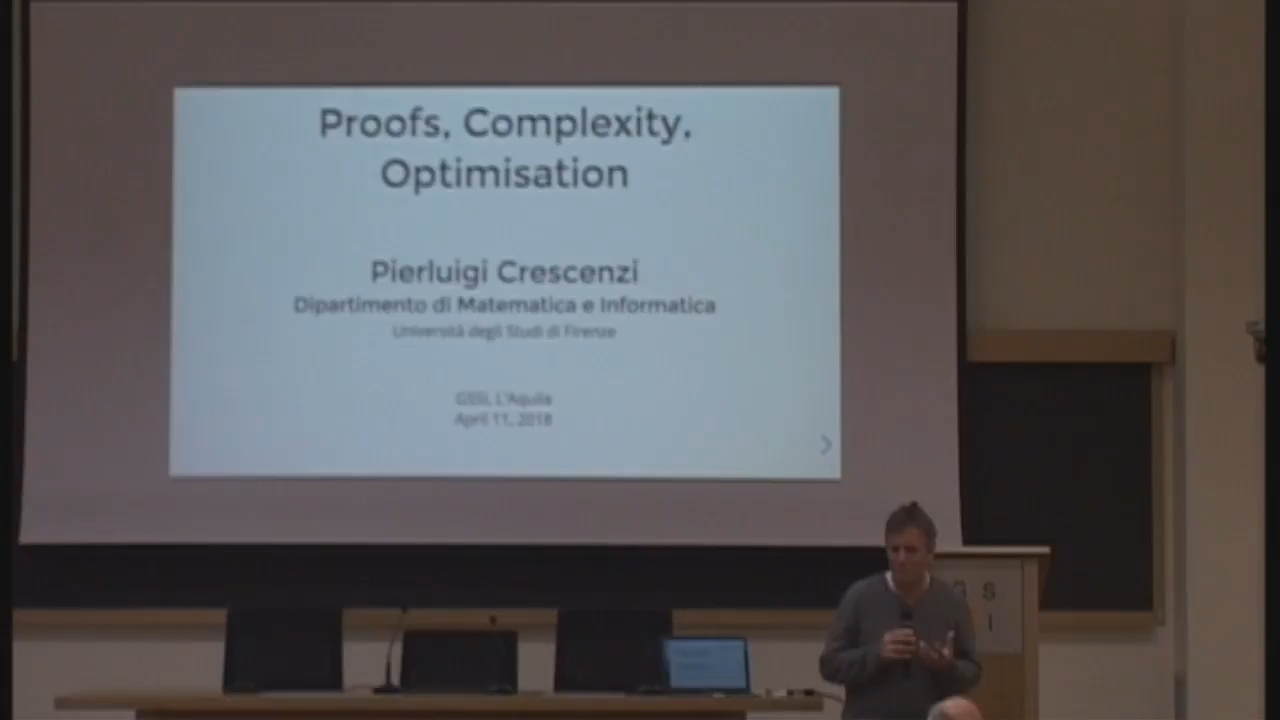 Proofs, Complexity,
Optimisation
Pierluigi Crescenzi
Dipartimento di Matematica e Informatica
Università degli Studi di Firenze
GSSI, L'Aquila
April 11, 2018
G S
I